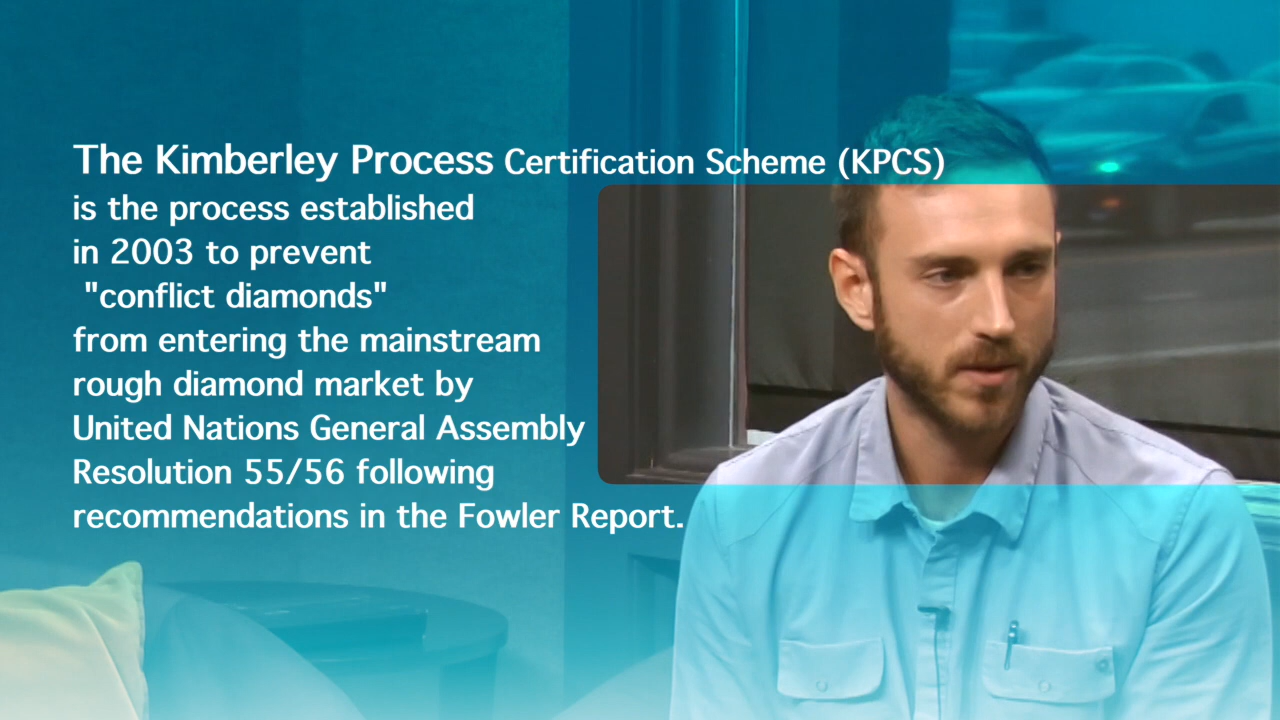 The Kimberley Process Certification Scheme (KPCS)
is the process established
in 2003 to prevent
"conflict diamonds"
from entering the mainstream
rough diamond market by
United Nations General Assembly
Resolution 55/56 following
recommendations in the Fowler Report.